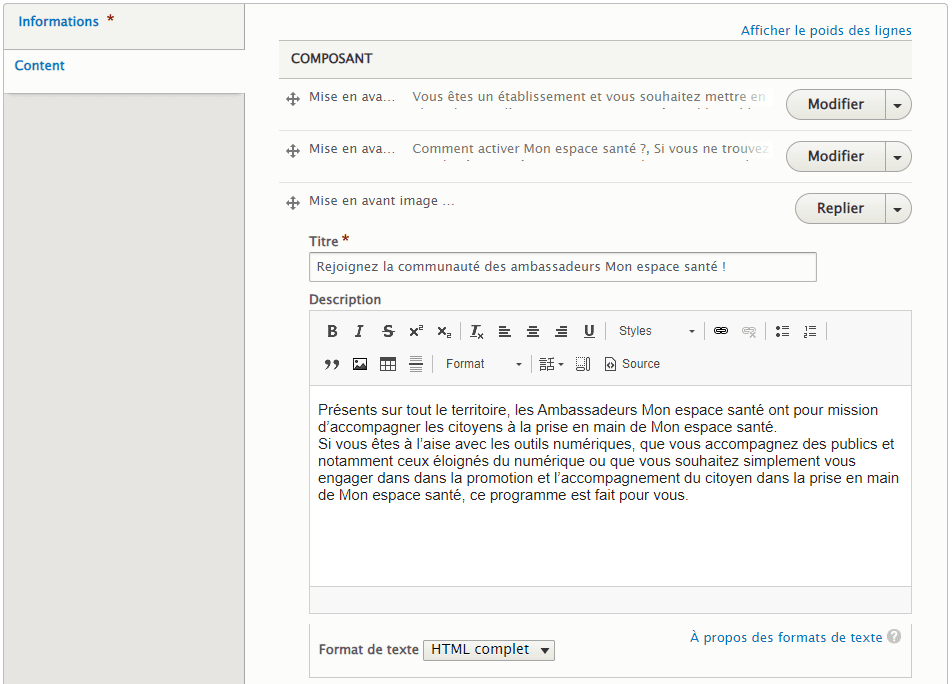 Informations *
Content
Afficher le poids des lignes
COMPOSANT
Mise en ava... Vous êtes un établissement et vous souhaitez mettre en Modifier
Mise en ava... Comment activer Mon espace santé ?, Si vous ne trouvez Modifier
Mise en avant image ... Replier
Titre *
Rejoignez la communauté des ambassadeurs Mon espace santé !
Description
B I S x² x₂ Tx U Styles
Format Source
Présents sur tout le territoire, les Ambassadeurs Mon espace santé ont pour mission
d’accompagner les citoyens à la prise en main de Mon espace santé.
Si vous êtes à l’aise avec les outils numériques, que vous accompagnez des publics et
notamment ceux éloignés du numérique ou que vous souhaitez simplement vous
engager dans dans la promotion et l’accompagnement du citoyen dans la prise en main
de Mon espace santé, ce programme est fait pour vous.
À propos des formats de texte ?
Format de texte HTML complet